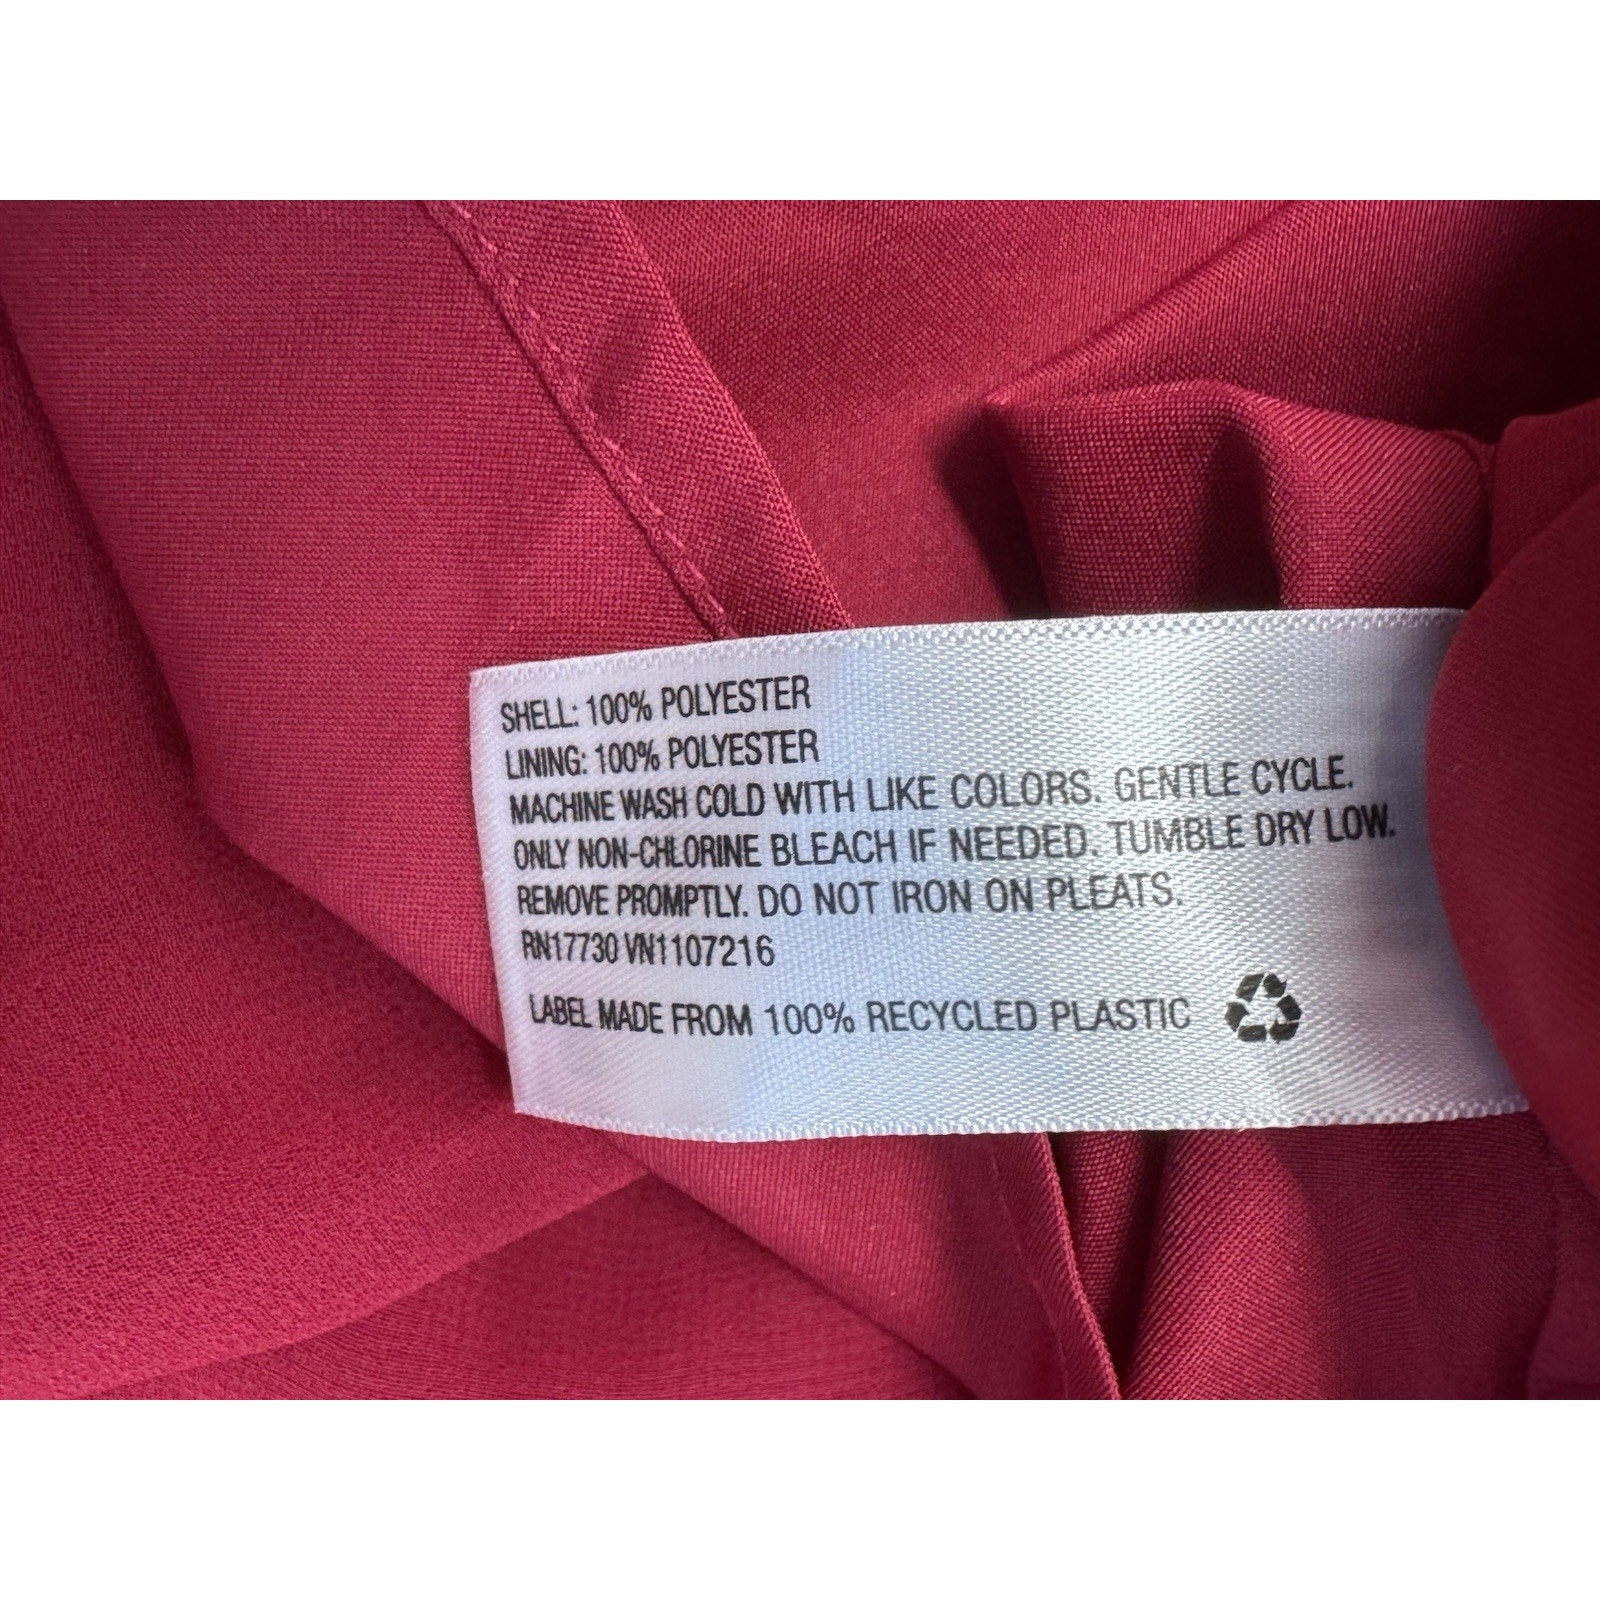 SHELL: 100% POLYESTER
LINING: 100% POLYESTER
MACHINE WASH COLD WITH LIKE COLORS. GENTLE CYCLE.
ONLY NON-CHLORINE BLEACH IF NEEDED. TUMBLE DRY LOW.
REMOVE PROMPTLY. DO NOT IRON ON PLEATS.
RN17730 VN1107216
LABEL MADE FROM 100% RECYCLED PLASTIC